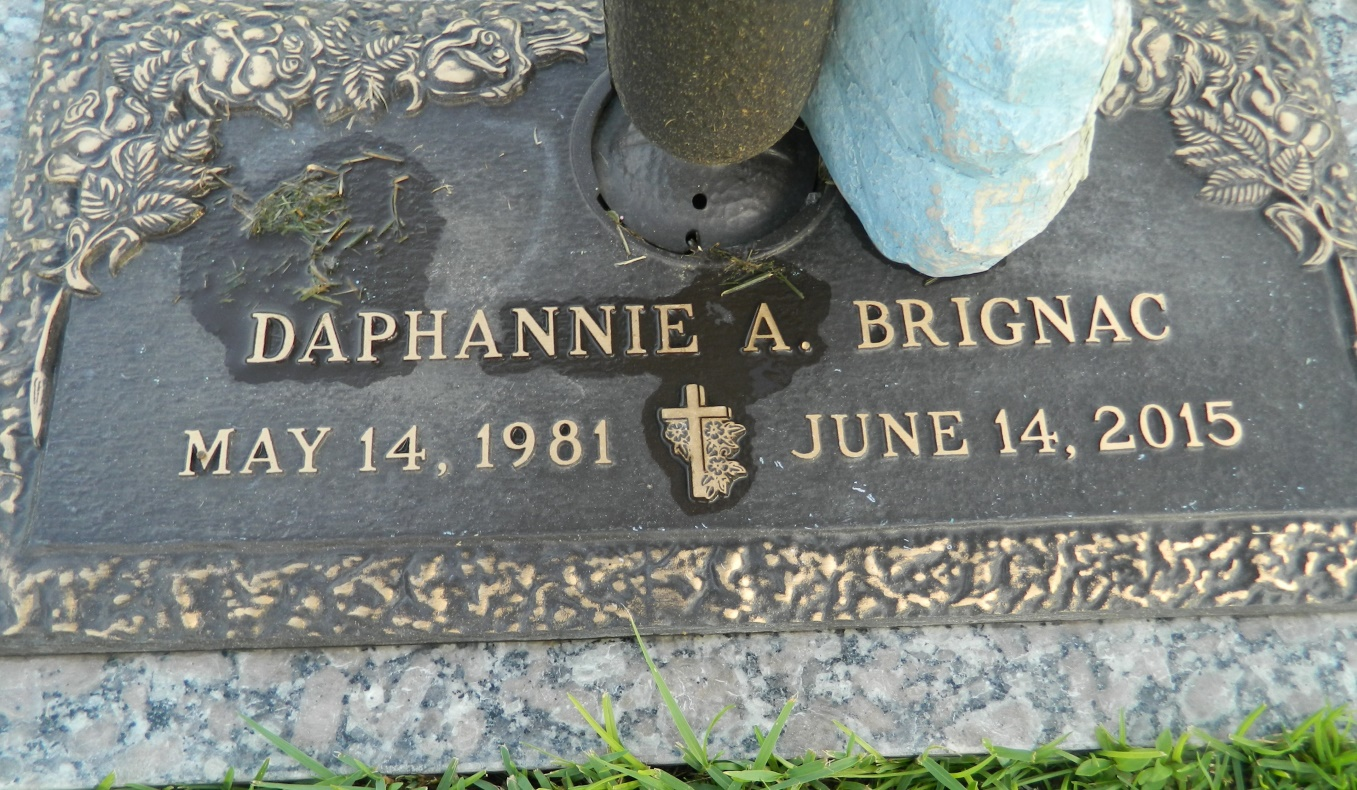 DAPHANNIE A. BRIGNAC
MAY 14, 1981 JUNE 14, 2015